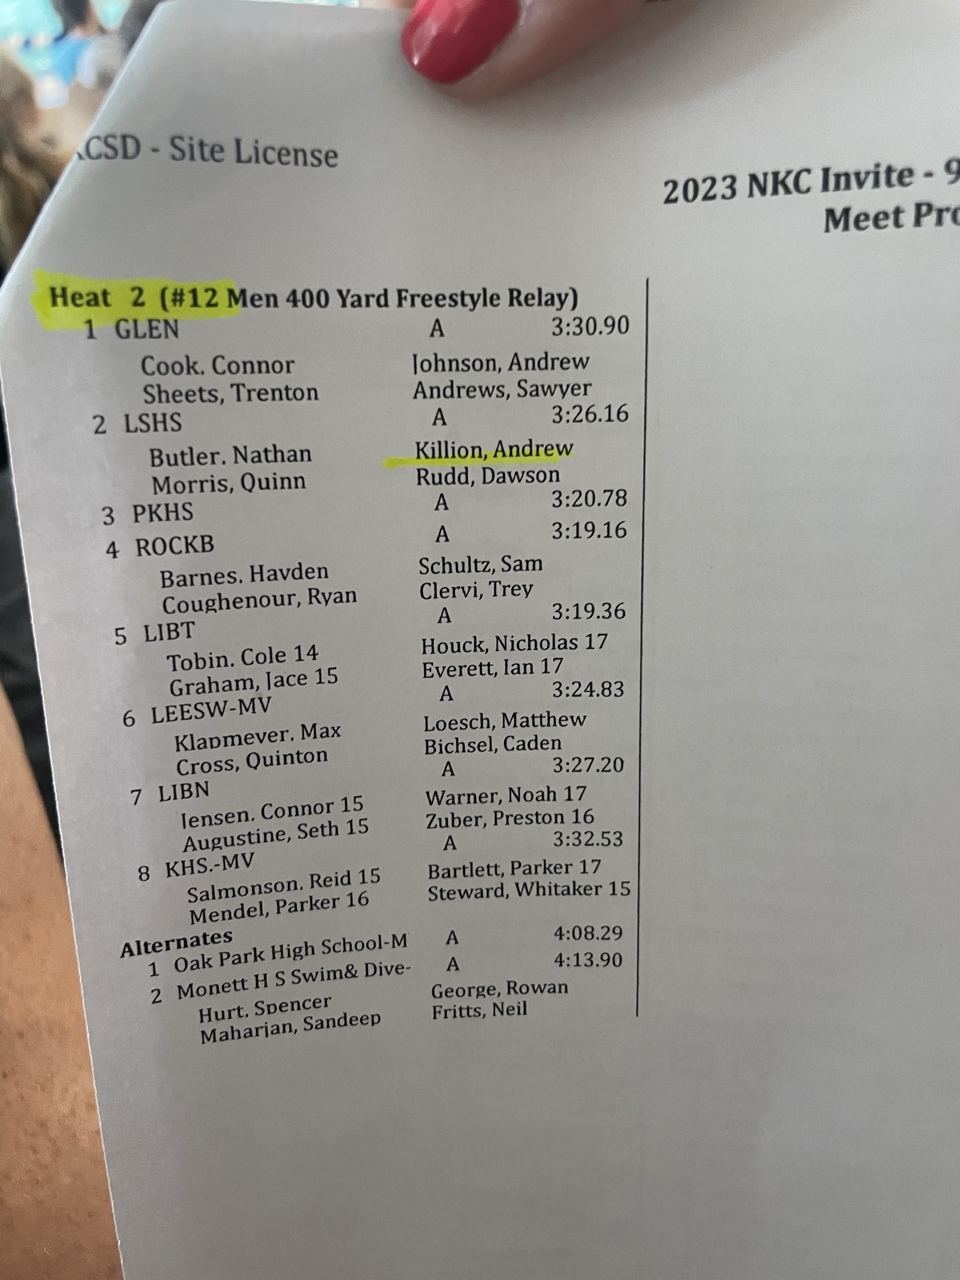 CSD - Site License
2023 NKC Invite - 9
Meet Pro
Heat 2 (#12 Men 400 Yard Freestyle Relay)
1 GLEN A 3:30.90
Cook, Connor Johnson, Andrew
Sheets, Trenton Andrews, Sawyer
2 LSHS A 3:26.16
Butler, Nathan Killion, Andrew
Morris, Quinn Rudd, Dawson
3 PKHS A 3:20.78
4 ROCKB A 3:19.16
Barnes, Hayden Schultz, Sam
Coughenour, Ryan Clervi, Trey
5 LIBT A 3:19.36
Tobin, Cole 14 Houck, Nicholas 17
Graham, Jace 15 Everett, Ian 17
6 LEESW-MV A 3:24.83
Klapmeyer, Max Loesch, Matthew
Cross, Quinton Bichsel, Caden
7 LIBN A 3:27.20
Jensen, Connor 15 Warner, Noah 17
Augustine, Seth 15 Zuber, Preston 16
8 KHS.-MV A 3:32.53
Salmonson, Reid 15 Bartlett, Parker 17
Mendel, Parker 16 Steward, Whitaker 15
Alternates
1 Oak Park High School-M A 4:08.29
2 Monett H S Swim& Dive- A 4:13.90
Hurt, Spencer George, Rowan
Maharjan, Sandeep Fritts, Neil